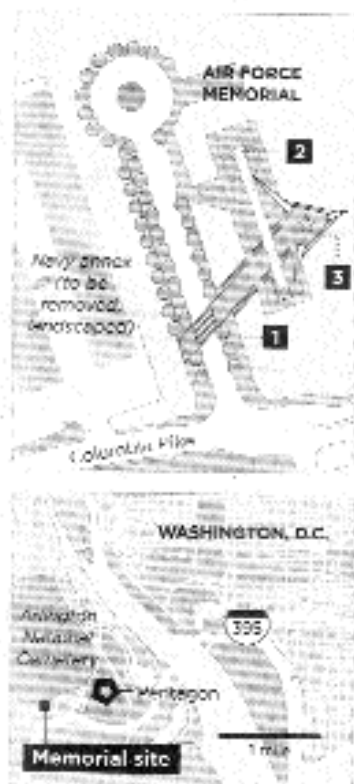 AIR FORCE
MEMORIAL
2
Navy annex
(to be
removed,
landscaped)
3
1
Columbia Pike
WASHINGTON, D.C.
395
Arlington
National
Cemetery
Pentagon
Memorial site
1 mile